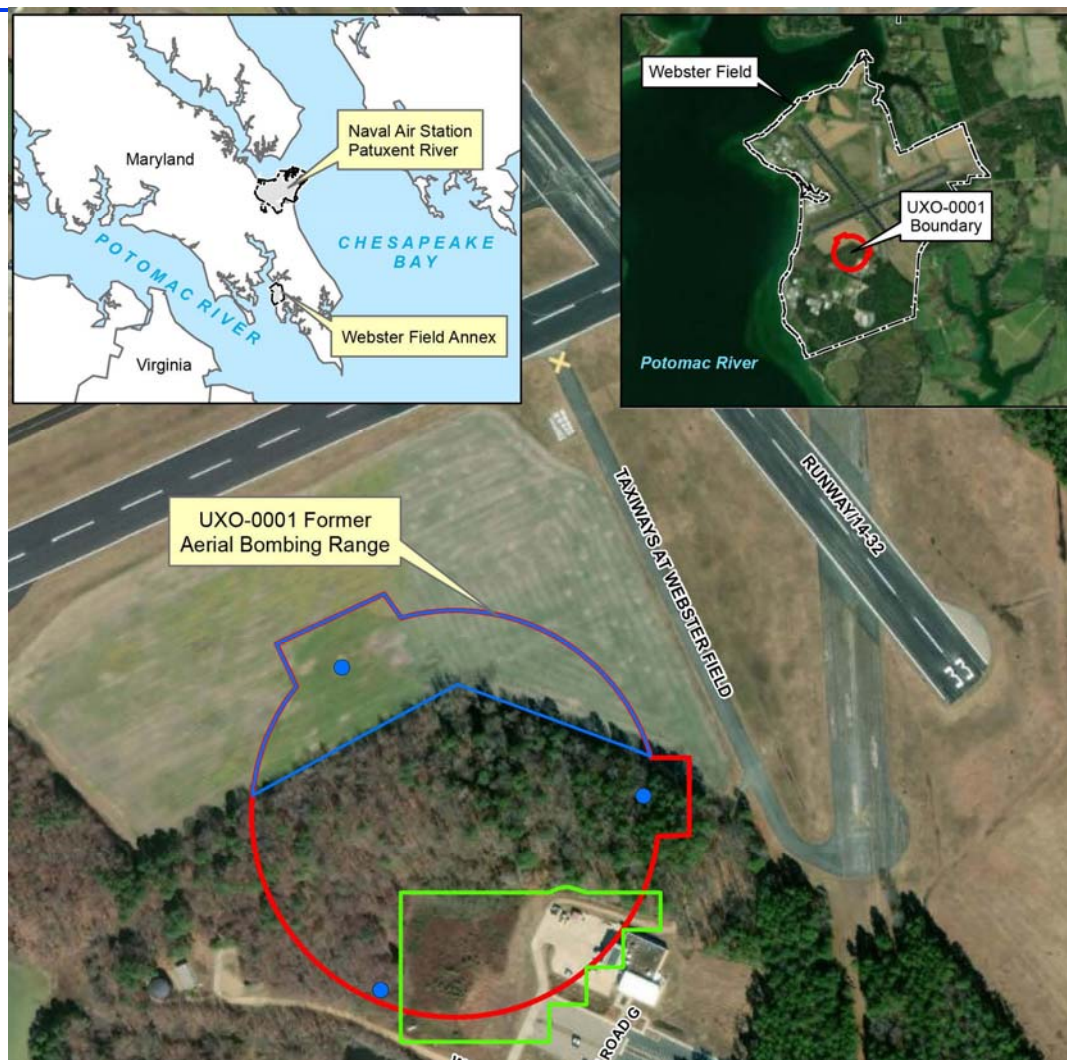 Naval Air Station
Patuxent River
Maryland
CHESAPEAKE
BAY
POTOMAC RIVER
Webster Field Annex
Virginia
Webster Field
UXO-0001
Boundary
Potomac River
UXO-0001 Former
Aerial Bombing Range
TAXIWAYS AT WEBSTER FIELD
RUNWAY/14-32
33
ROAD G